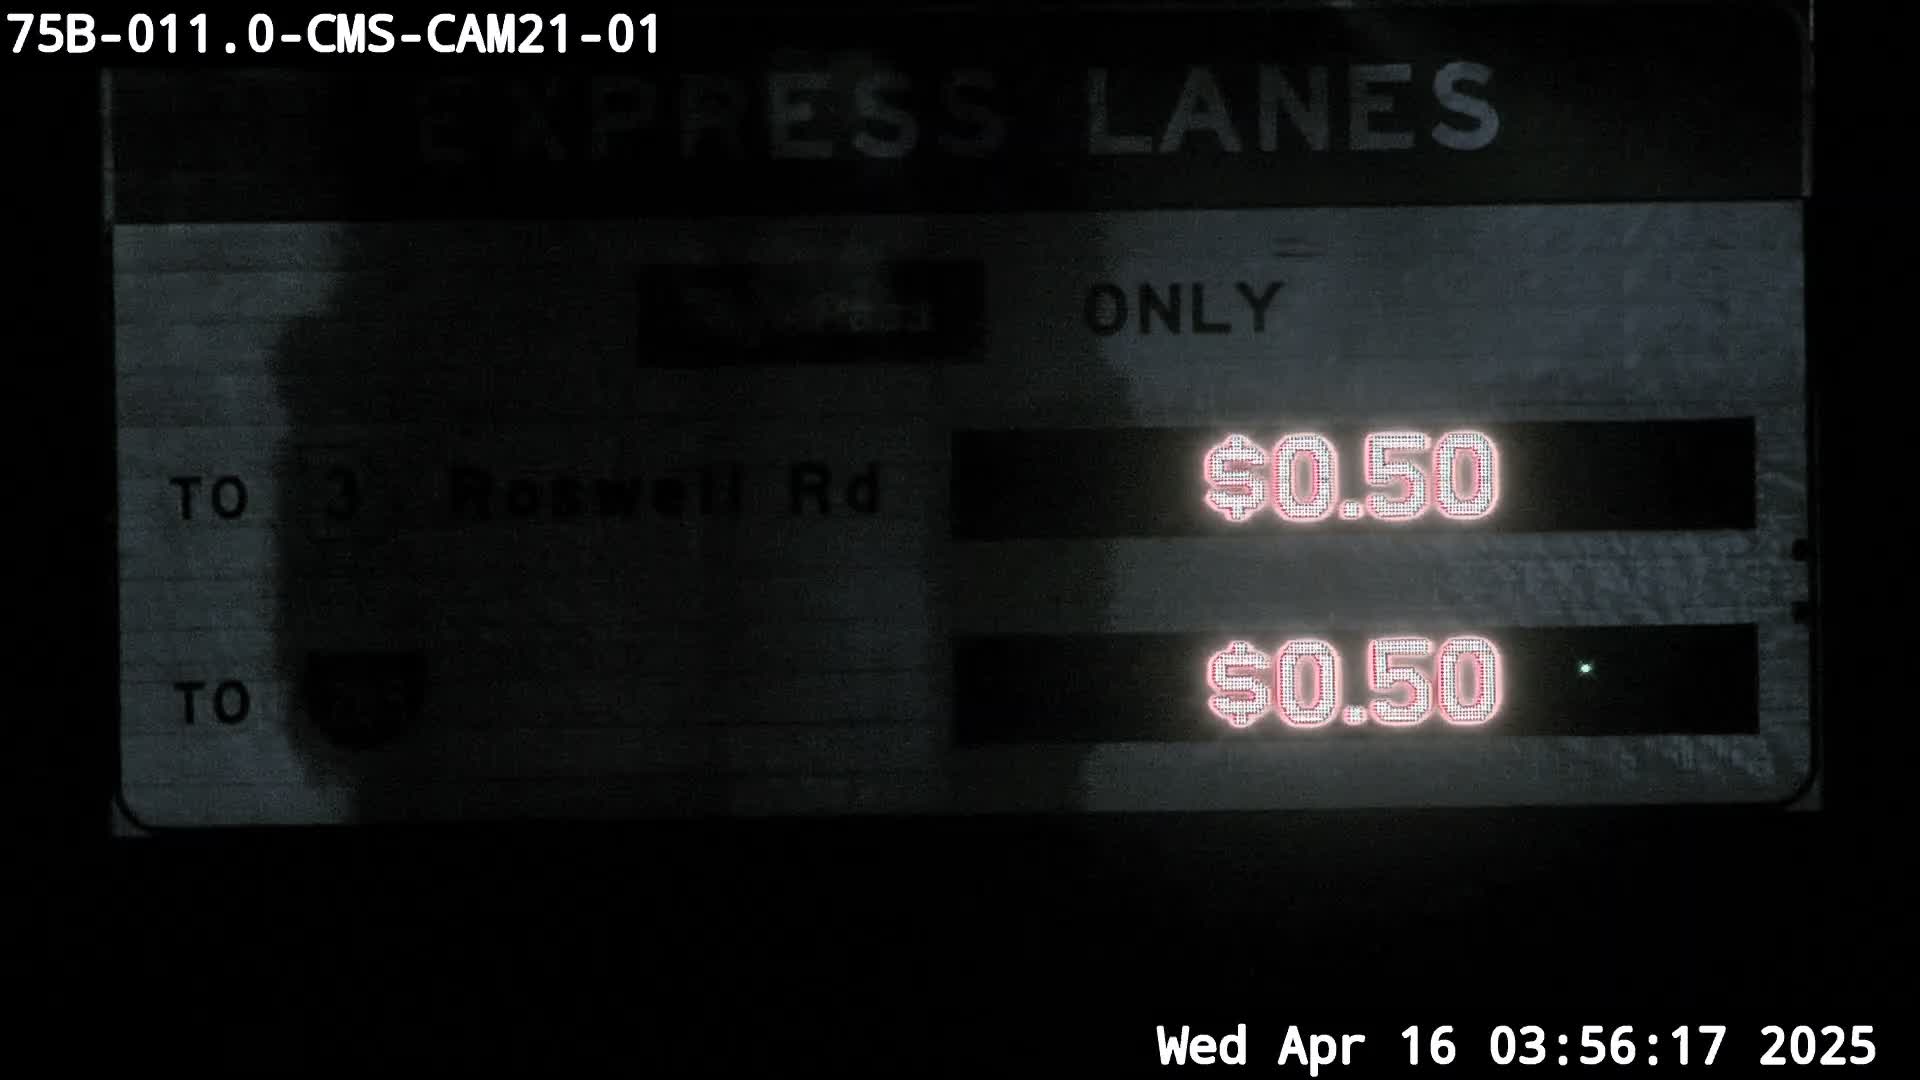 75B-011.0-CMS-CAM21-01
EXPRESS LANES
Pass ONLY
TO 3 Roswell Rd $0.50
TO $0.50
Wed Apr 16 03:56:17 2025